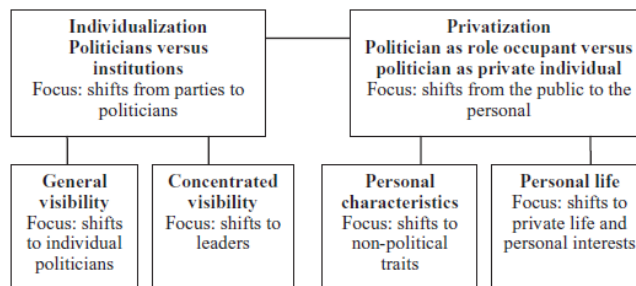 Individualization
Politicians versus
institutions
Focus: shifts from parties to
politicians
Privatization
Politician as role occupant versus
politician as private individual
Focus: shifts from the public to the
personal
General
visibility
Focus: shifts
to individual
politicians
Concentrated
visibility
Focus: shifts to
leaders
Personal
characteristics
Focus: shifts to
non-political
traits
Personal life
Focus: shifts to
private life and
personal interests